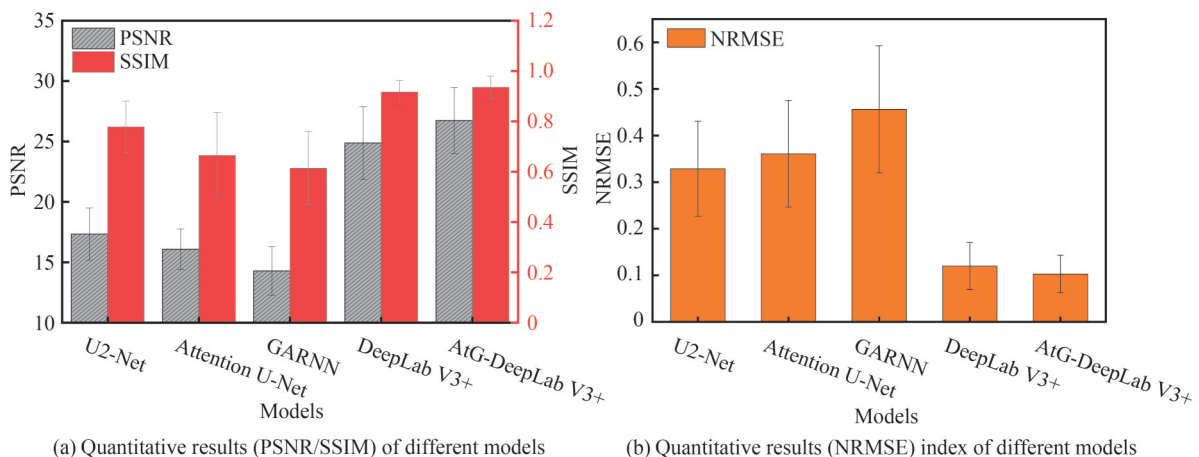 35
30
25
20
15
10
PSNR
PSNR
SSIM
1.2
1.0
0.8
0.6
0.4
0.2
0
SSIM
U2-Net
Attention U-Net
GARNN
DeepLab V3+
AtG-DeepLab V3+
Models
(a) Quantitative results (PSNR/SSIM) of different models
0.6
0.5
0.4
0.3
0.2
0.1
0
NRMSE
NRMSE
U2-Net
Attention U-Net
GARNN
DeepLab V3+
AtG-DeepLab V3+
Models
(b) Quantitative results (NRMSE) index of different models